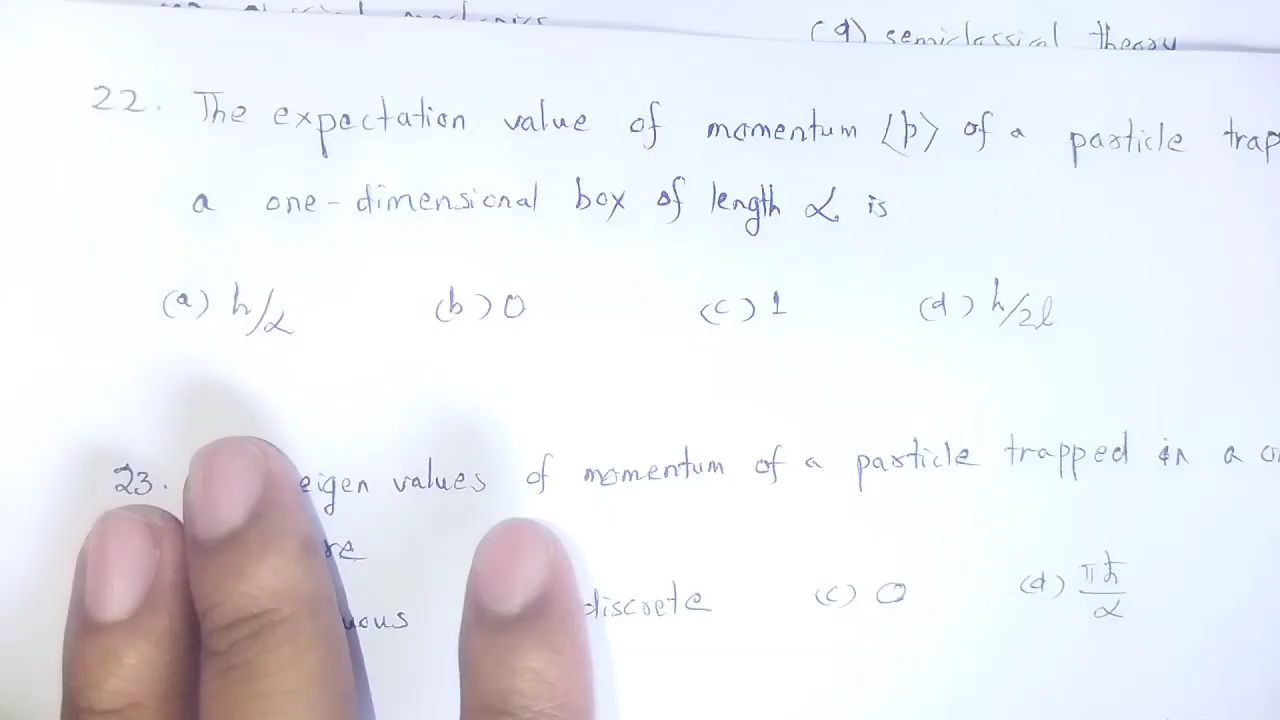 (d) semiclassical theory
22. The expectation value of momentum ⟨p⟩ of a particle trap
a one-dimensional box of length α is
(a) h/α (b) 0 (c) 1 (d) h/2l
23. eigen values of momentum of a particle trapped in a
re
uous discrete (c) 0 (d) πħ/α